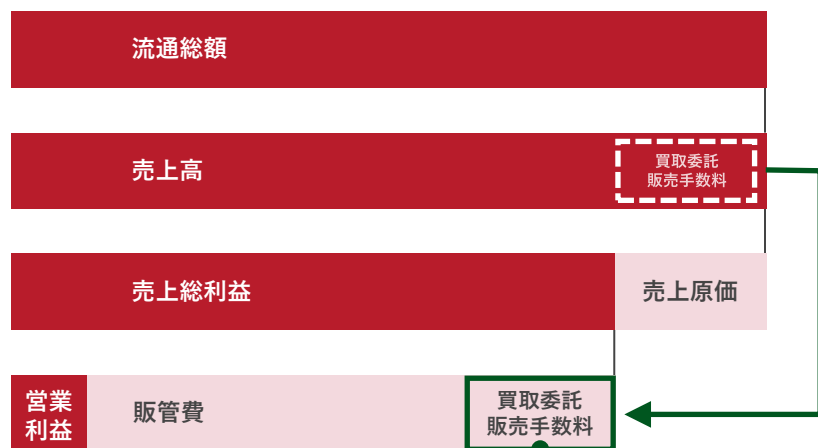 流通総額
売上高
買取委託
販売手数料
売上総利益
売上原価
営業
利益
販管費
買取委託
販売手数料